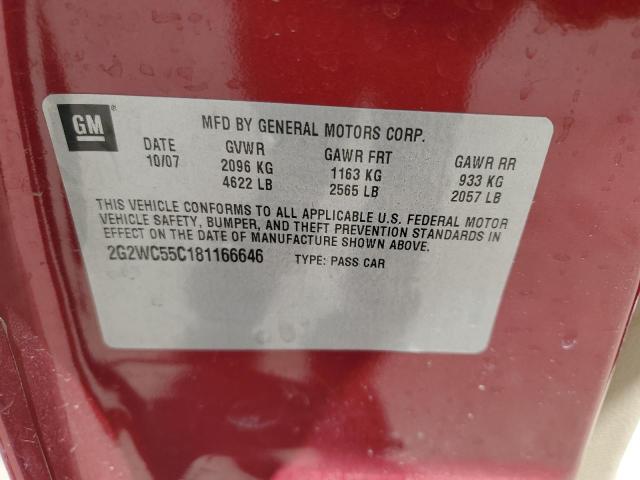 GM®
MFD BY GENERAL MOTORS CORP.
DATE GVWR GAWR FRT GAWR RR
10/07 2096 KG 1163 KG 933 KG
4622 LB 2565 LB 2057 LB
THIS VEHICLE CONFORMS TO ALL APPLICABLE U.S. FEDERAL MOTOR
VEHICLE SAFETY, BUMPER, AND THEFT PREVENTION STANDARDS IN
EFFECT ON THE DATE OF MANUFACTURE SHOWN ABOVE.
2G2WC55C181166646 TYPE: PASS CAR